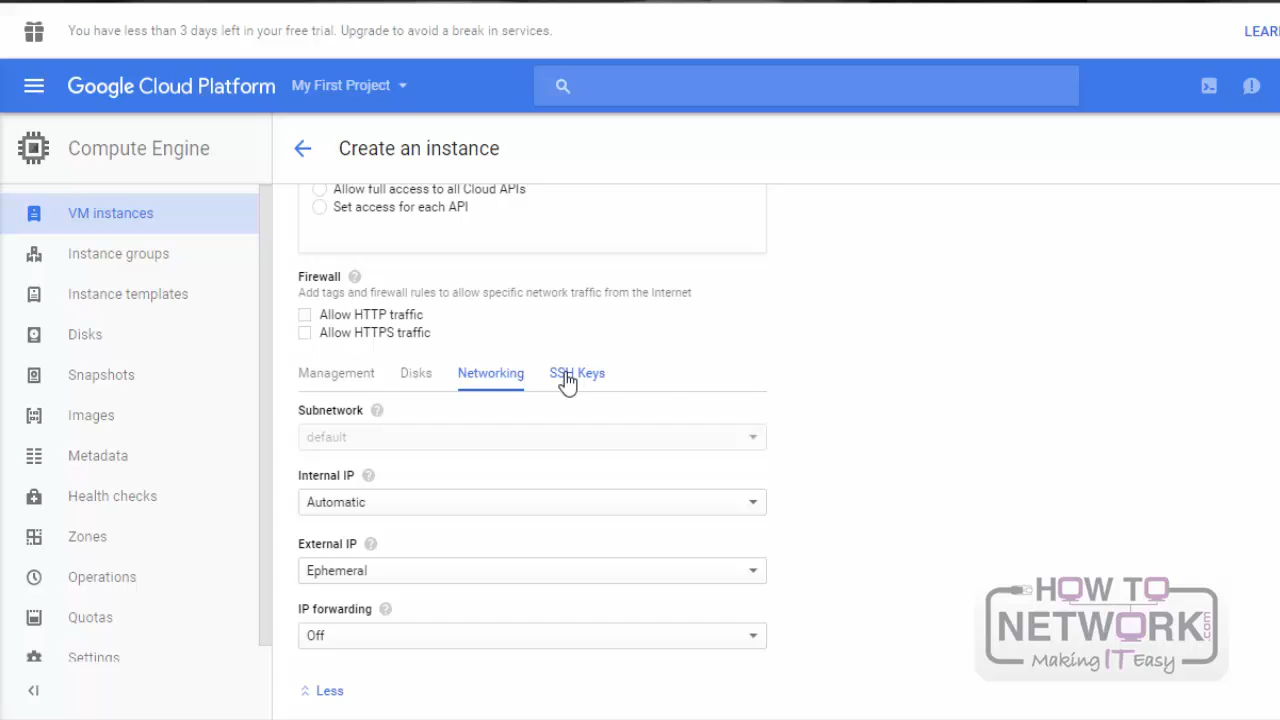 You have less than 3 days left in your free trial. Upgrade to avoid a break in services.
LEAR
Google Cloud Platform
My First Project
Compute Engine
Create an instance
VM instances
Instance groups
Instance templates
Disks
Snapshots
Images
Metadata
Health checks
Zones
Operations
Quotas
Settings
Allow full access to all Cloud APIs
Set access for each API
Firewall
Add tags and firewall rules to allow specific network traffic from the Internet
Allow HTTP traffic
Allow HTTPS traffic
Management Disks Networking SSH Keys
Subnetwork
default
Internal IP
Automatic
External IP
Ephemeral
IP forwarding
Off
Less
HOW TO
NETWORK.com
Making IT Easy